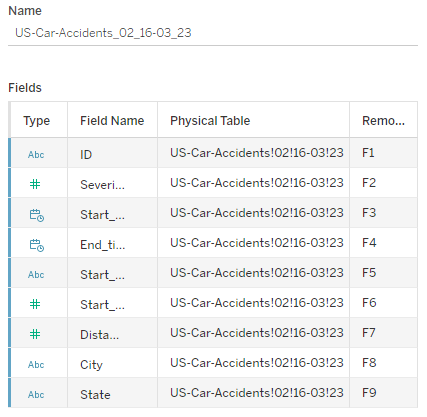 Name
US-Car-Accidents_02_16-03_23
Fields
Type Field Name Physical Table Remo...
Abc ID US-Car-Accidents!02!16-03!23 F1
# Severi... US-Car-Accidents!02!16-03!23 F2
Start_... US-Car-Accidents!02!16-03!23 F3
End_ti... US-Car-Accidents!02!16-03!23 F4
Abc Start_... US-Car-Accidents!02!16-03!23 F5
# Start_... US-Car-Accidents!02!16-03!23 F6
# Dista... US-Car-Accidents!02!16-03!23 F7
Abc City US-Car-Accidents!02!16-03!23 F8
Abc State US-Car-Accidents!02!16-03!23 F9